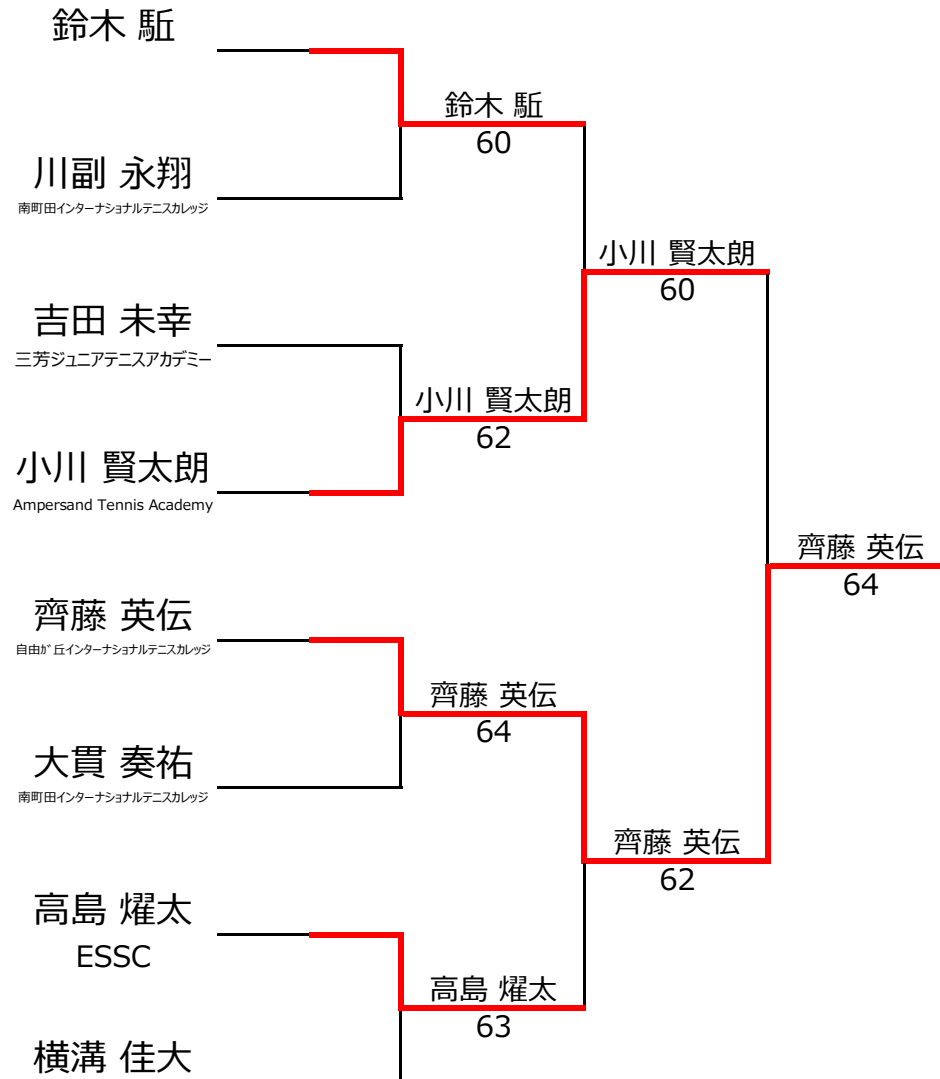 鈴木 駈
鈴木 駈
60
川副 永翔
南町田インターナショナルテニスカレッジ
小川 賢太朗
60
吉田 未幸
三芳ジュニアテニスアカデミー
小川 賢太朗
62
小川 賢太朗
Ampersand Tennis Academy
齊藤 英伝
64
齊藤 英伝
自由が丘インターナショナルテニスカレッジ
齊藤 英伝
64
大貫 奏祐
南町田インターナショナルテニスカレッジ
齊藤 英伝
62
高島 燿太
ESSC
高島 燿太
63
横溝 佳大